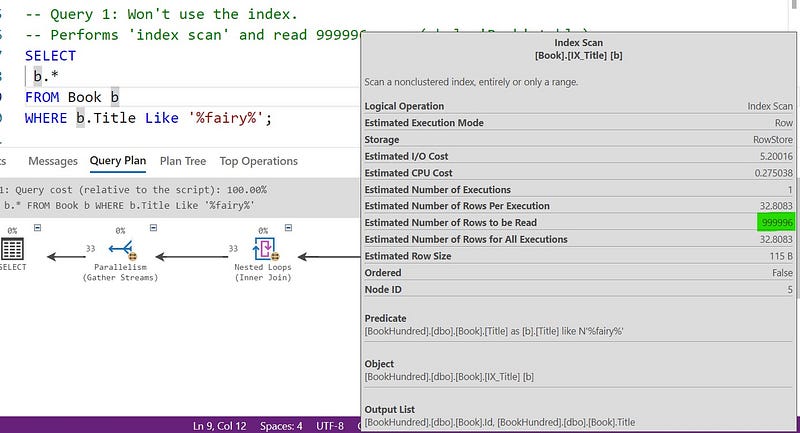 -- Query 1: Won't use the index.
-- Performs 'index scan' and read 999996
SELECT
b.*
FROM Book b
WHERE b.Title Like '%fairy%';
Messages Query Plan Plan Tree Top Operations
1: Query cost (relative to the script): 100.00%
b.* FROM Book b WHERE b.Title Like '%fairy%'
0% 0% 0%
33 33
SELECT Parallelism Nested Loops
(Gather Streams) (Inner Join)
Index Scan
[Book].[IX_Title] [b]
Scan a nonclustered index, entirely or only a range.
Logical Operation Index Scan
Estimated Execution Mode Row
Storage RowStore
Estimated I/O Cost 5.20016
Estimated CPU Cost 0.275038
Estimated Number of Executions 1
Estimated Number of Rows Per Execution 32.8083
Estimated Number of Rows to be Read 999996
Estimated Number of Rows for All Executions 32.8083
Estimated Row Size 115 B
Ordered False
Node ID 5
Predicate
[BookHundred].[dbo].[Book].[Title] as [b].[Title] like N'%fairy%'
Object
[BookHundred].[dbo].[Book].[IX_Title] [b]
Output List
[BookHundred].[dbo].[Book].Id, [BookHundred].[dbo].[Book].Title
Ln 9, Col 12 Spaces: 4 UTF-8